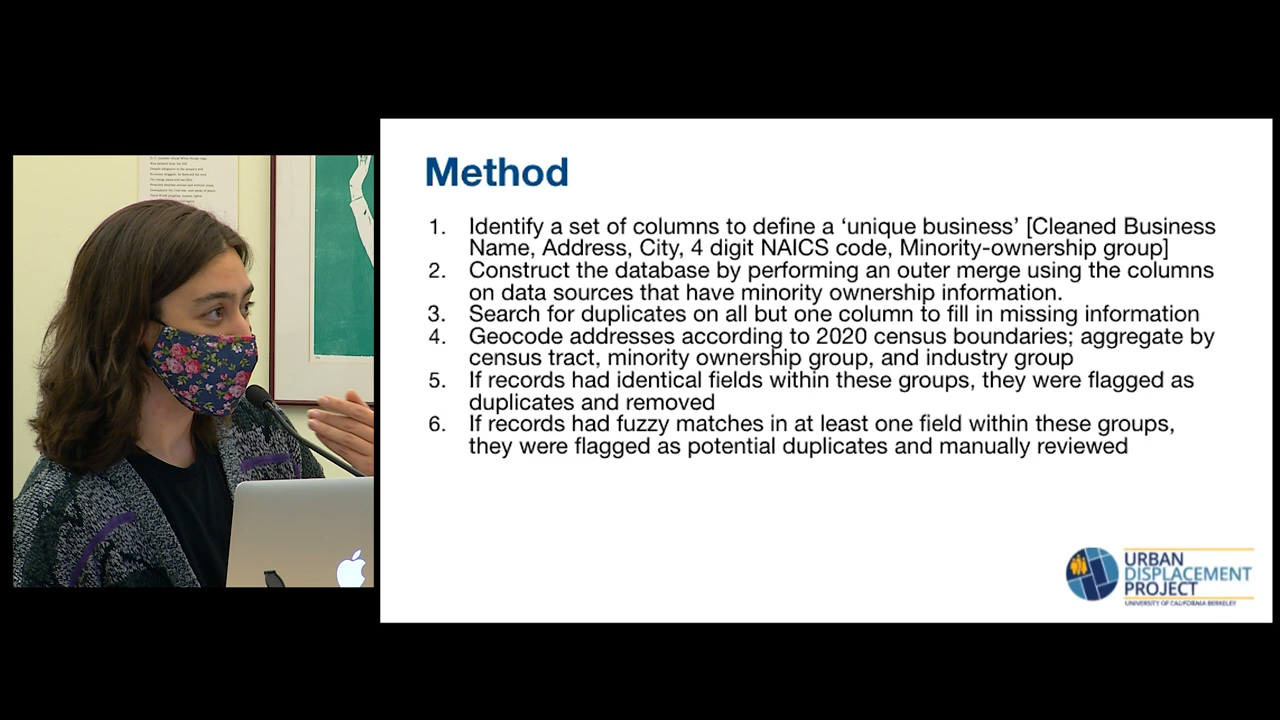 Method
1. Identify a set of columns to define a ‘unique business’ [Cleaned Business
Name, Address, City, 4 digit NAICS code, Minority-ownership group]
2. Construct the database by performing an outer merge using the columns
on data sources that have minority ownership information.
3. Search for duplicates on all but one column to fill in missing information
4. Geocode addresses according to 2020 census boundaries; aggregate by
census tract, minority ownership group, and industry group
5. If records had identical fields within these groups, they were flagged as
duplicates and removed
6. If records had fuzzy matches in at least one field within these groups,
they were flagged as potential duplicates and manually reviewed
URBAN
DISPLACEMENT
PROJECT
UNIVERSITY OF CALIFORNIA BERKELEY